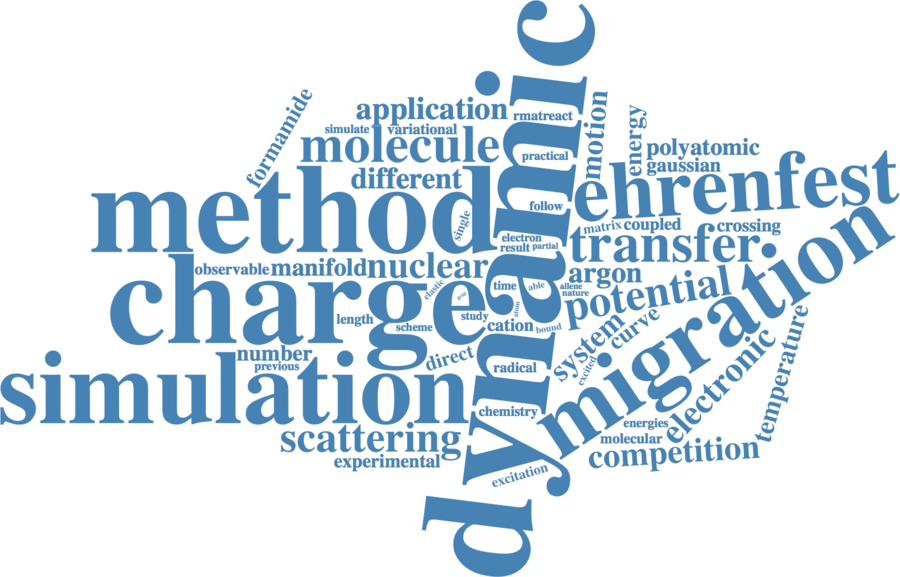 dynamic
application
rmatreact
motion
energy
formamide
simulate
variational
molecule
practical
polyatomic
gaussian
different
method
ehrenfest
follow
single
matrix
coupled
crossing
electron
result
partial
transfer
observable
manifold
nuclear
argon
time
able
allene
nature
elastic
charge
potential
migration
length
scheme
study
cation
bound
system
curve
number
previous
direct
radical
excited
electronic
temperature
simulation
chemistry
energies
scattering
molecular
competition
experimental
excitation